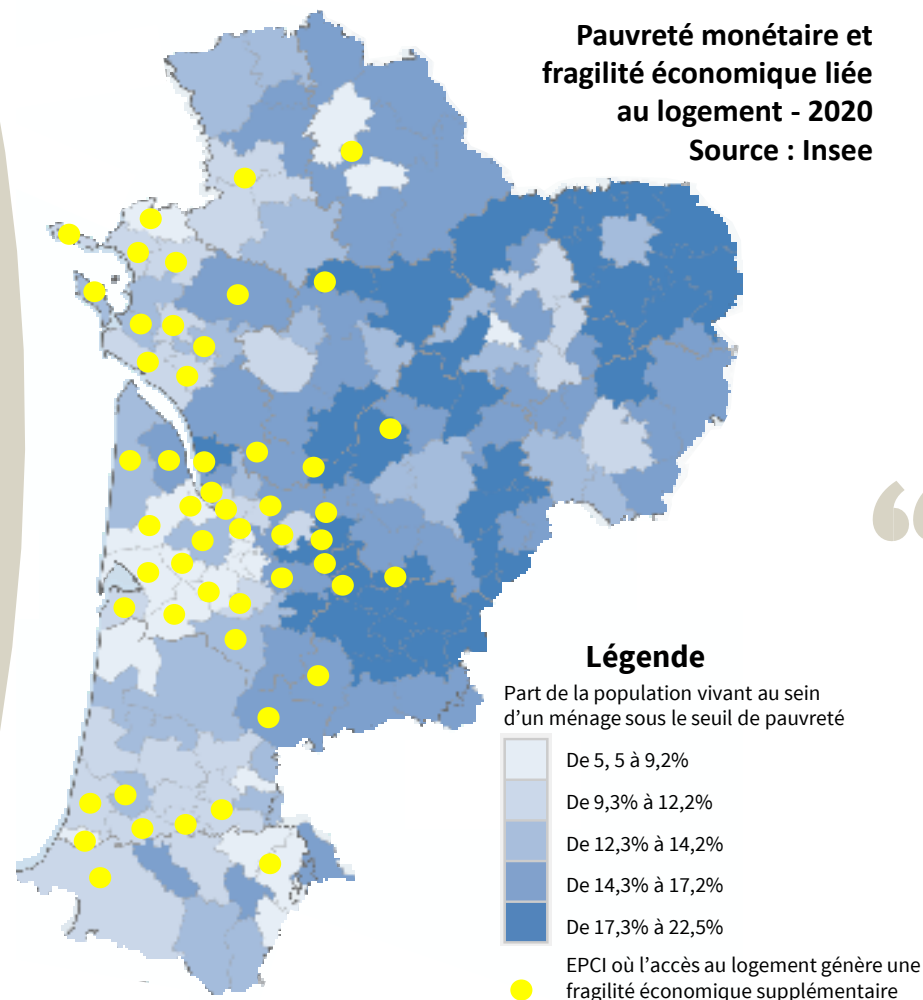 Pauvreté monétaire et
fragilité économique liée
au logement - 2020
Source : Insee
Légende
Part de la population vivant au sein
d'un ménage sous le seuil de pauvreté
De 5, 5 à 9,2%
De 9,3% à 12,2%
De 12,3% à 14,2%
De 14,3% à 17,2%
De 17,3% à 22,5%
EPCI où l'accès au logement génère une
fragilité économique supplémentaire